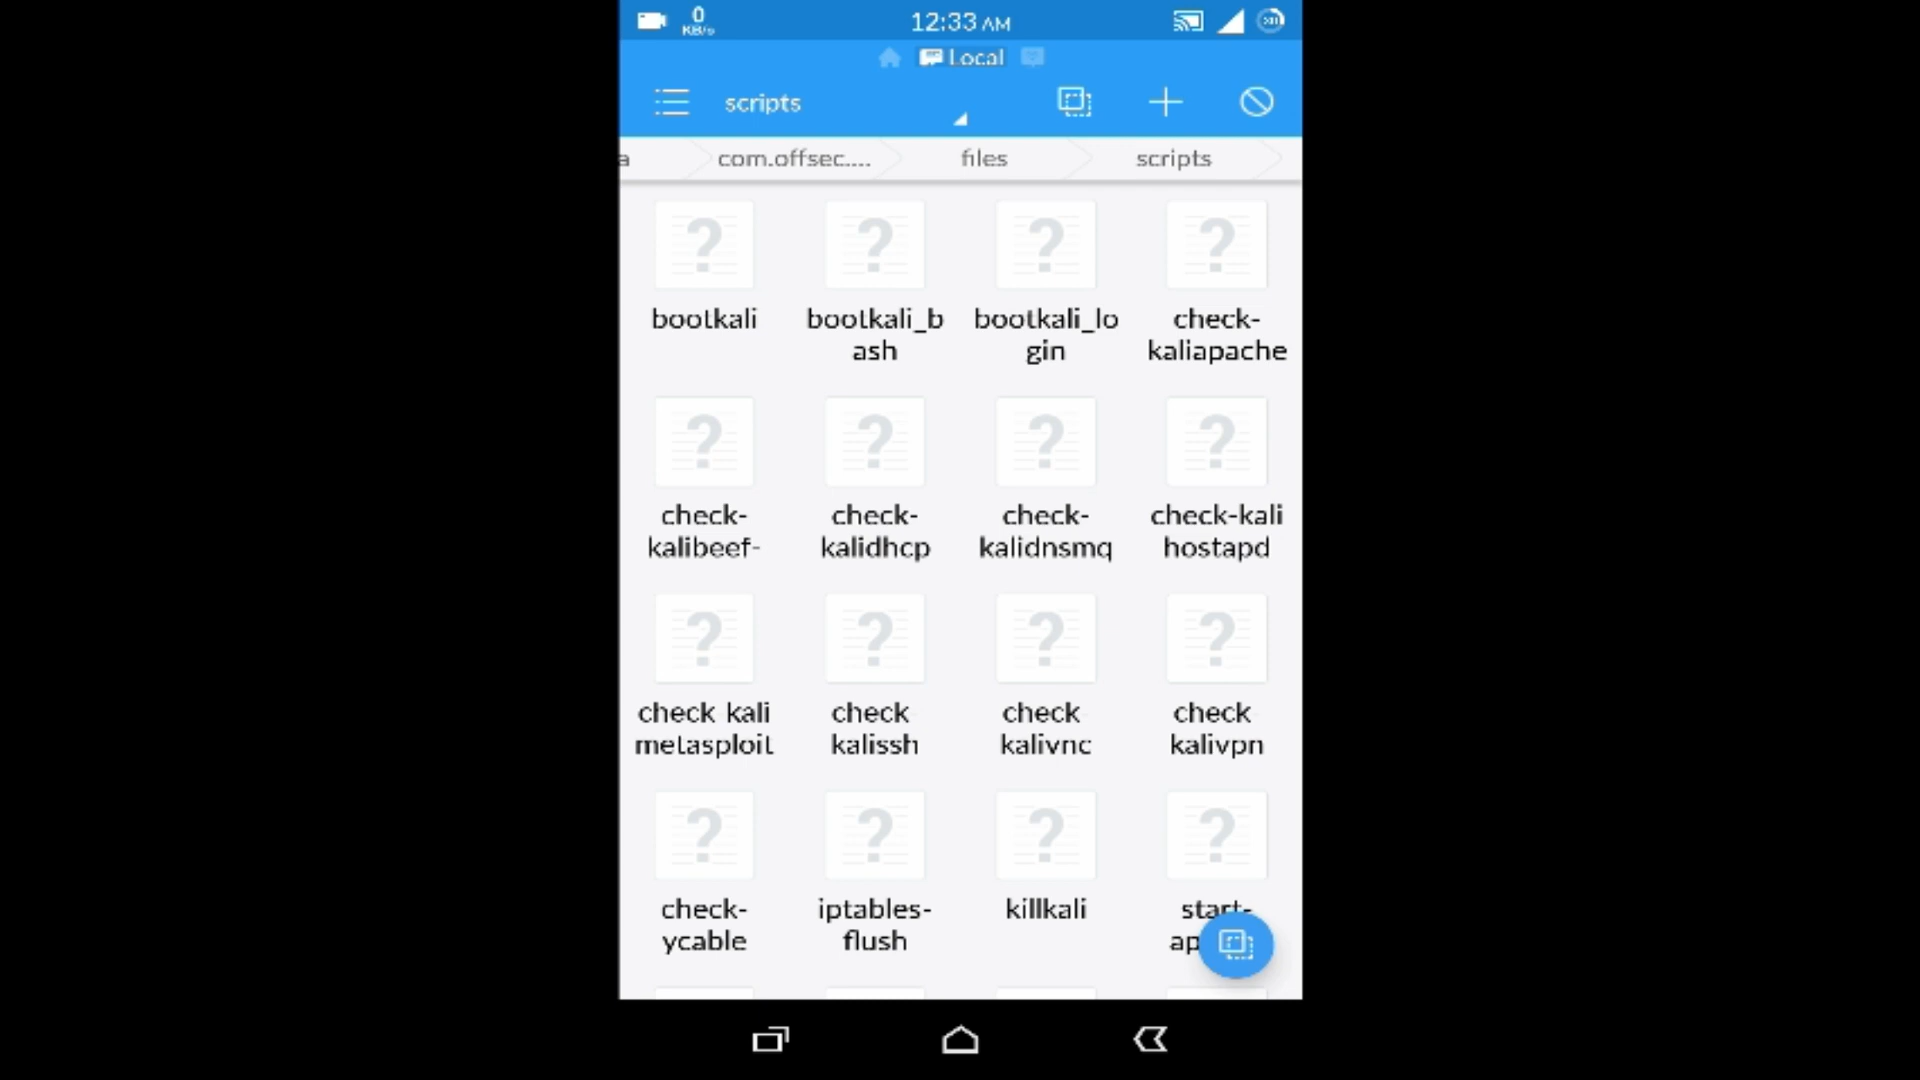 0
KB/s
12:33 AM
Local
scripts
a
com.offsec....
files
scripts
bootkali
bootkali_b
ash
bootkali_lo
gin
check-
kaliapache
check-
kalibeef-
check-
kalidhcp
check-
kalidnsmq
check-kali
hostapd
check-kali
metasploit
check-
kalissh
check-
kalivnc
check-
kalivpn
check-
ycable
iptables-
flush
killkali
start-
ap